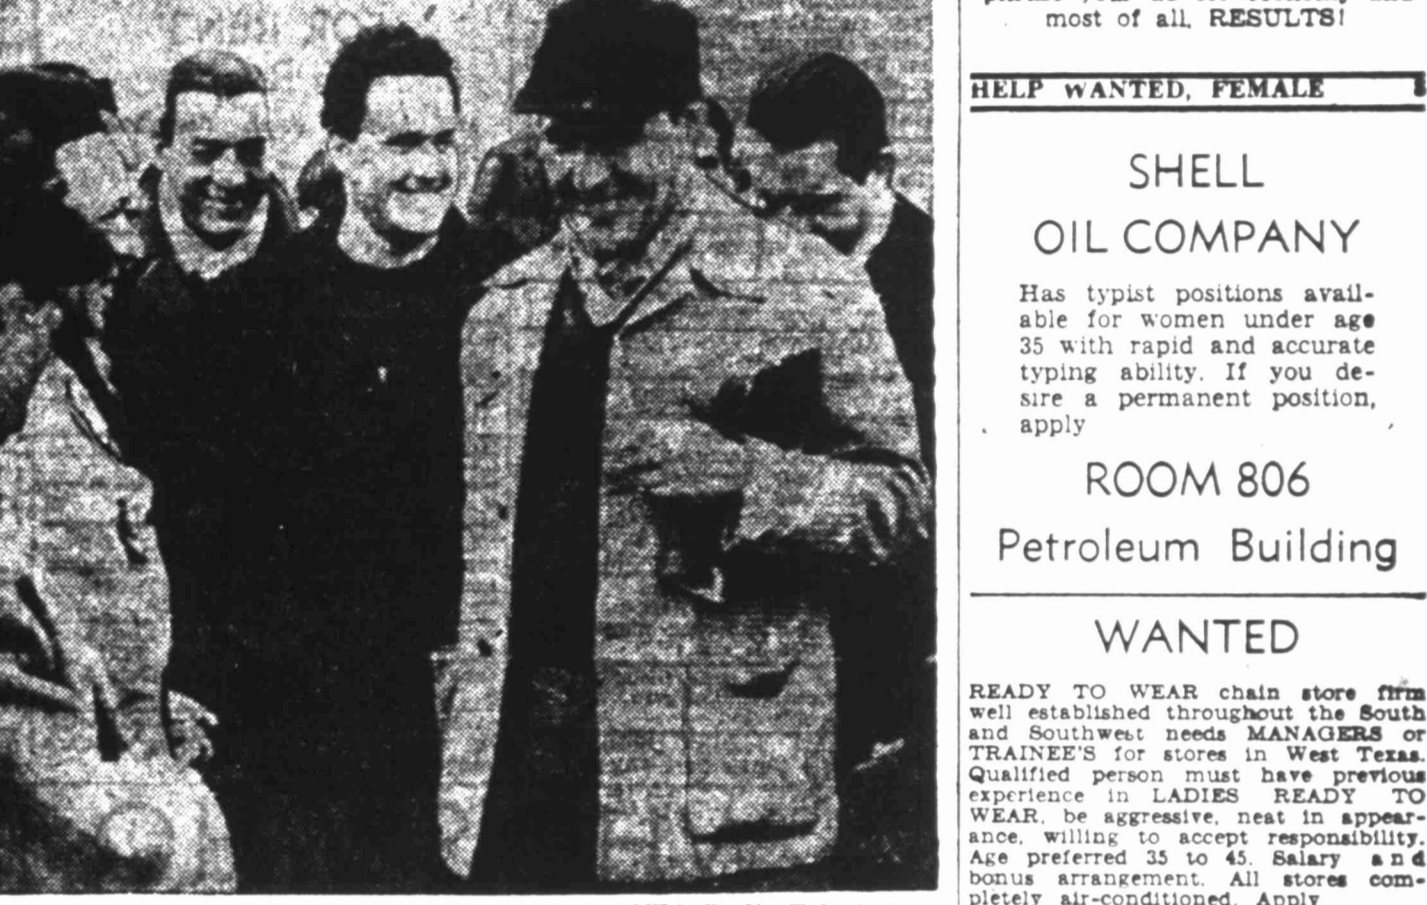 most of all, RESULTS!
HELP WANTED, FEMALE 8
SHELL
OIL COMPANY
Has typist positions avail-
able for women under age
35 with rapid and accurate
typing ability. If you de-
sire a permanent position,
apply
ROOM 806
Petroleum Building
WANTED
READY TO WEAR chain store firm
well established throughout the South
and Southwest needs MANAGERS or
TRAINEE'S for stores in West Texas.
Qualified person must have previous
experience in LADIES READY TO
WEAR, be aggressive, neat in appear-
ance, willing to accept responsibility.
Age preferred 35 to 45. Salary and
bonus arrangement. All stores com-
pletely air-conditioned. Apply